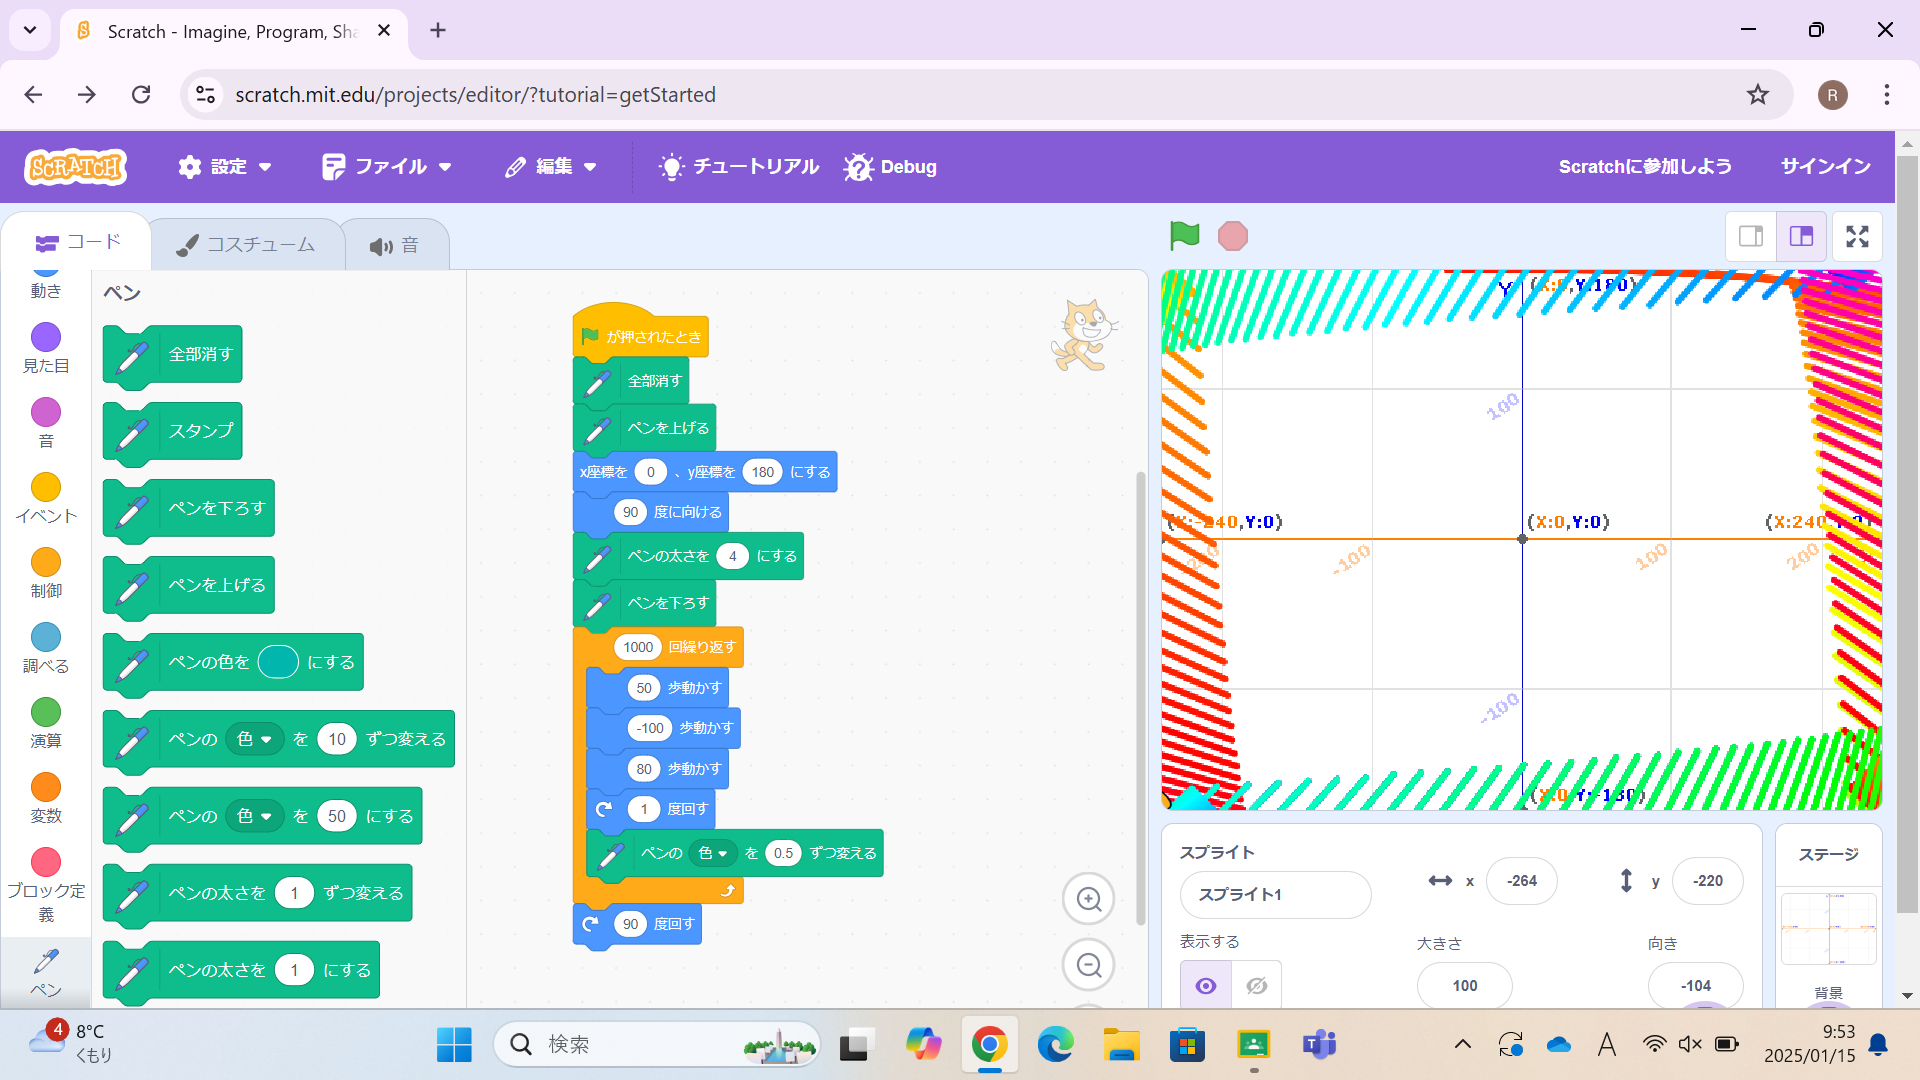 Scratch - Imagine, Program, Sha
scratch.mit.edu/projects/editor/?tutorial=getStarted
R
SCRATCH
設定
ファイル
編集
チュートリアル
Debug
Scratchに参加しよう
サインイン
コード
コスチューム
音
動き
見た目
音
イベント
制御
調べる
演算
変数
ブロック定
義
ペン
ペン
全部消す
スタンプ
ペンを下ろす
ペンを上げる
ペンの色を にする
ペンの 色 を 10 ずつ変える
ペンの 色 を 50 にする
ペンの太さを 1 ずつ変える
ペンの太さを 1 にする
が押されたとき
全部消す
ペンを上げる
x座標を 0 、y座標を 180 にする
90 度に向ける
ペンの太さを 4 にする
ペンを下ろす
1000 回繰り返す
50 歩動かす
-100 歩動かす
80 歩動かす
1 度回す
ペンの 色 を 0.5 ずつ変える
90 度回す
Y
(X:0,Y:180)
100
(X:-240,Y:0)
(X:0,Y:0)
(X:240,Y:0)
-100
100
200
-100
(X:0,Y:-180)
スプライト
スプライト1
x
-264
y
-220
表示する
大きさ
100
向き
-104
ステージ
背景
4
8°C
くもり
検索
A
9:53
2025/01/15